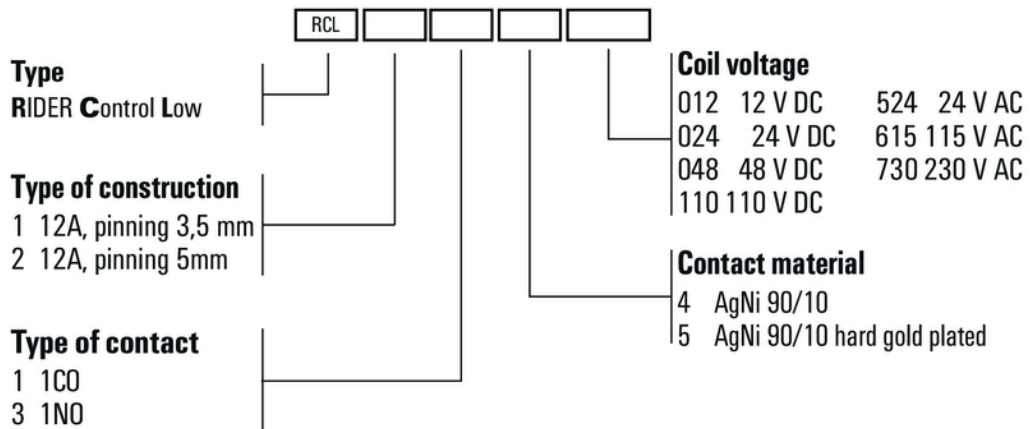 RCL
Type
RIDER Control Low
Type of construction
1 12A, pinning 3,5 mm
2 12A, pinning 5mm
Type of contact
1 1CO
3 1NO
Coil voltage
012 12 V DC 524 24 V AC
024 24 V DC 615 115 V AC
048 48 V DC 730 230 V AC
110 110 V DC
Contact material
4 AgNi 90/10
5 AgNi 90/10 hard gold plated